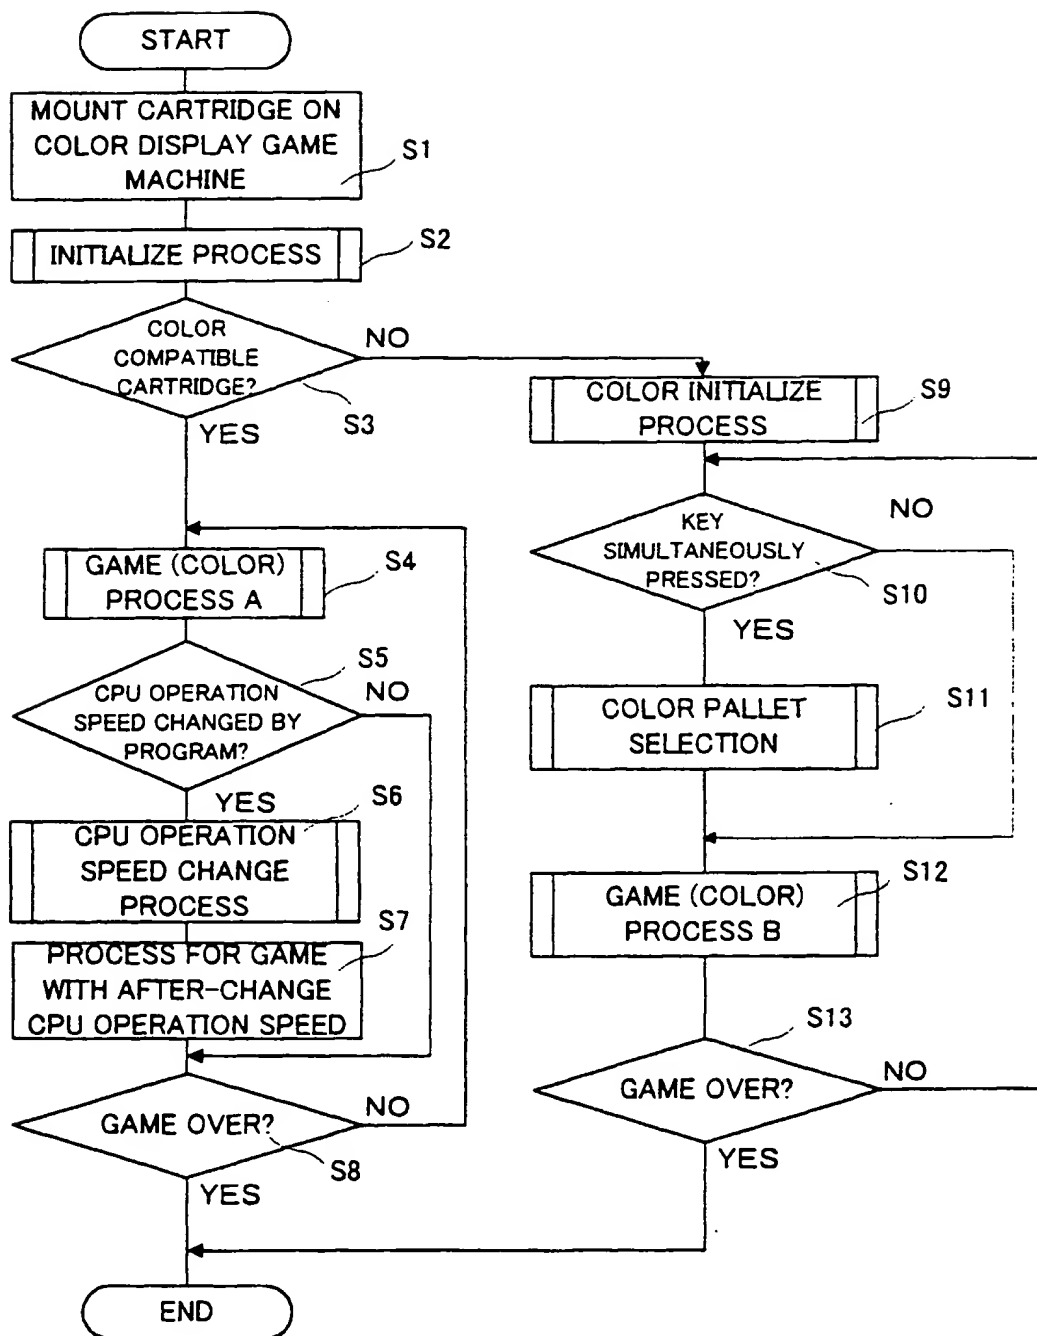 START
MOUNT CARTRIDGE ON
COLOR DISPLAY GAME
MACHINE
S1
INITIALIZE PROCESS
S2
COLOR
COMPATIBLE
CARTRIDGE?
NO
S3
YES
GAME (COLOR)
PROCESS A
S4
CPU OPERATION
SPEED CHANGED BY
PROGRAM?
S5
NO
YES
CPU OPERATION
SPEED CHANGE
PROCESS
S6
PROCESS FOR GAME
WITH AFTER-CHANGE
CPU OPERATION SPEED
S7
GAME OVER?
NO
S8
YES
COLOR INITIALIZE
PROCESS
S9
KEY
SIMULTANEOUSLY
PRESSED?
NO
S10
YES
COLOR PALLET
SELECTION
S11
GAME (COLOR)
PROCESS B
S12
S13
GAME OVER?
NO
YES
END